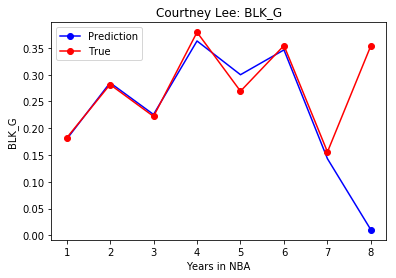 Courtney Lee: BLK_G
Prediction
True
BLK_G
0.35
0.30
0.25
0.20
0.15
0.10
0.05
0.00
1 2 3 4 5 6 7 8
Years in NBA